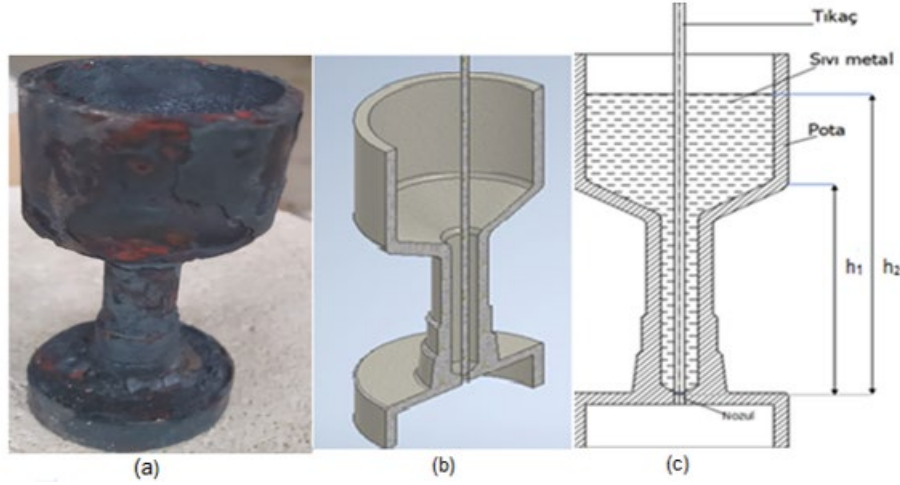 Tıkaç
Sıvı metal
Pota
h₁
h₂
Nozul
(a)
(b)
(c)